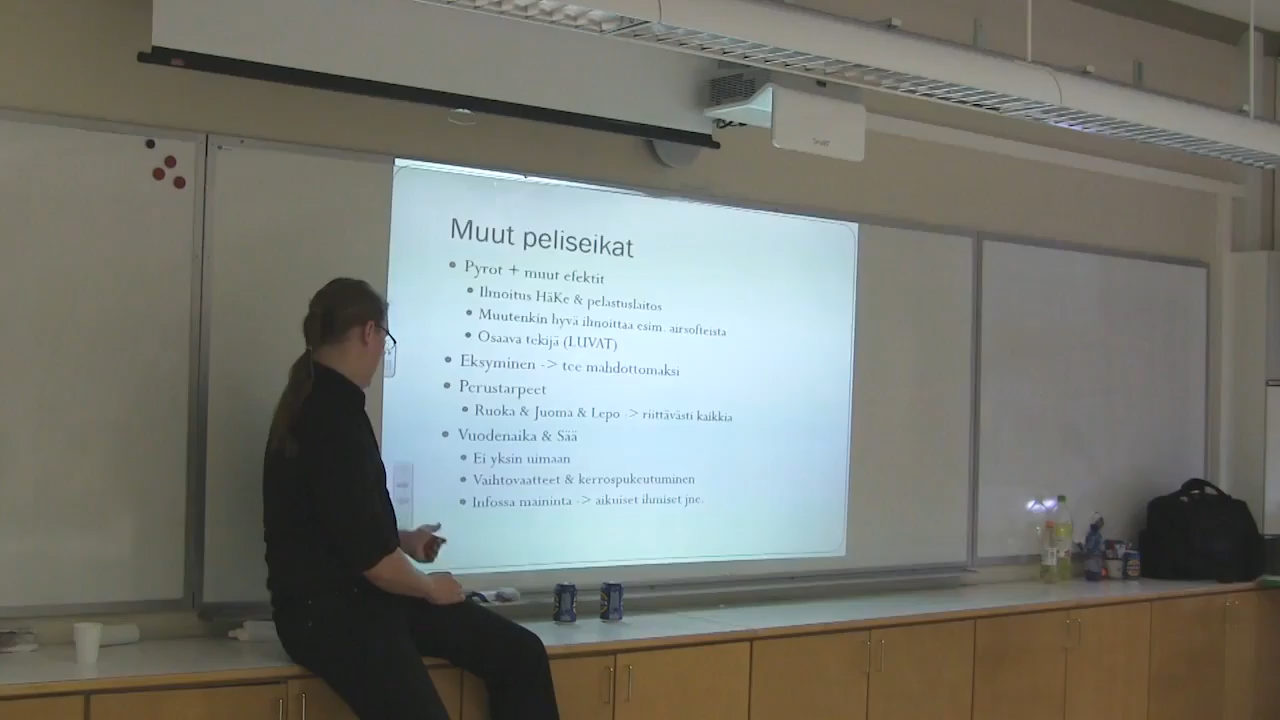 Muut peliseikat
Pyrot + muut efektit
Ilmoitus HäKe & pelastuslaitos
Muutenkin hyvä ilmoittaa esim. airsofteista
Osaava tekijä (LUVAT)
Eksyminen -> tee mahdottomaksi
Perustarpeet
Ruoka & Juoma & Lepo -> riittävästi kaikkia
Vuodenaika & Sää
Ei yksin uimaan
Vaihtovaatteet & kerrospukeutuminen
Infossa maininta -> aikuiset ihmiset jne.